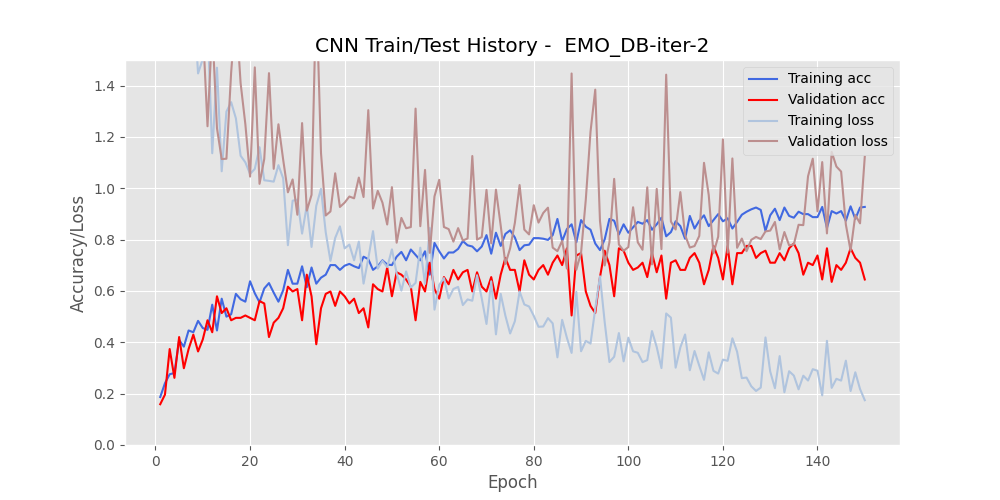 CNN Train/Test History -  EMO_DB-iter-2
Training acc
Validation acc
Training loss
Validation loss
Accuracy/Loss
1.4
1.2
1.0
0.8
0.6
0.4
0.2
0.0
0
20
40
60
80
100
120
140
Epoch